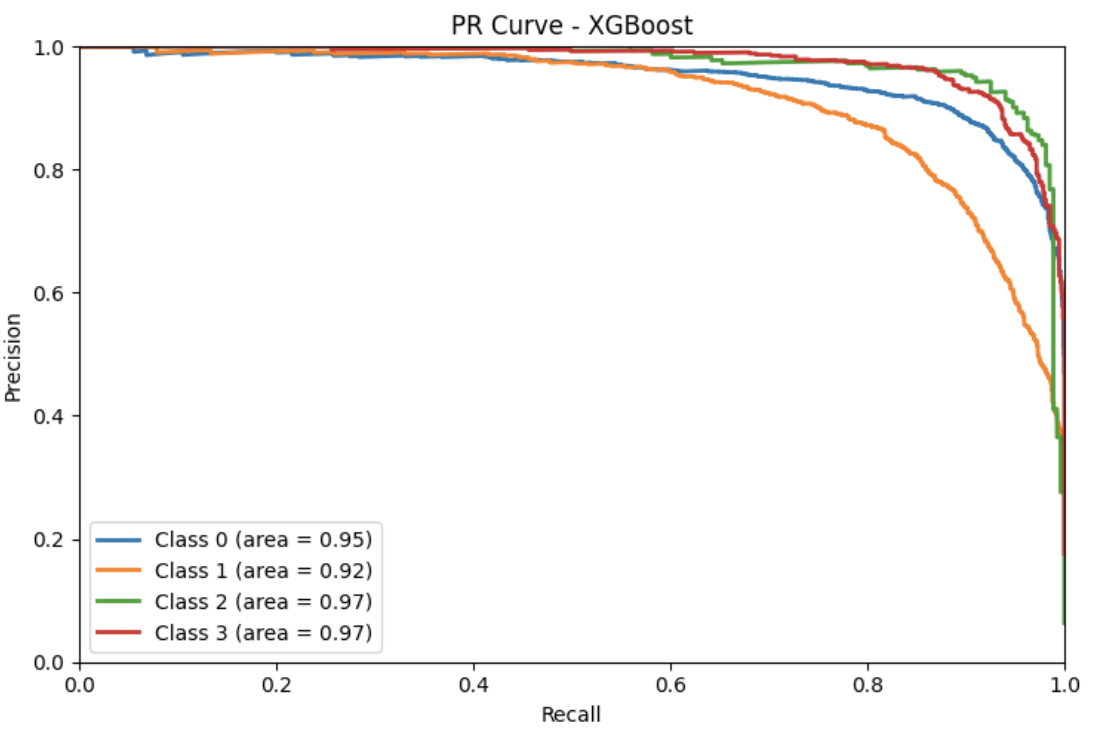 PR Curve - XGBoost
1.0
0.8
0.6
0.4
0.2
0.0
Precision
Class 0 (area = 0.95)
Class 1 (area = 0.92)
Class 2 (area = 0.97)
Class 3 (area = 0.97)
0.0 0.2 0.4 0.6 0.8 1.0
Recall